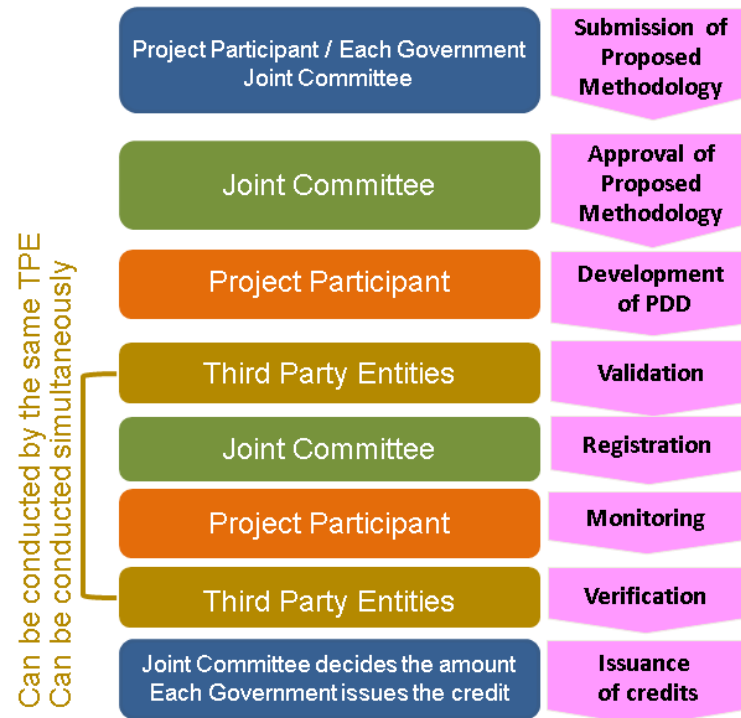 Project Participant / Each Government
Joint Committee
Submission of
Proposed
Methodology
Joint Committee
Approval of
Proposed
Methodology
Project Participant
Development
of PDD
Third Party Entities
Validation
Joint Committee
Registration
Project Participant
Monitoring
Third Party Entities
Verification
Joint Committee decides the amount
Each Government issues the credit
Issuance
of credits
Can be conducted by the same TPE
Can be conducted simultaneously